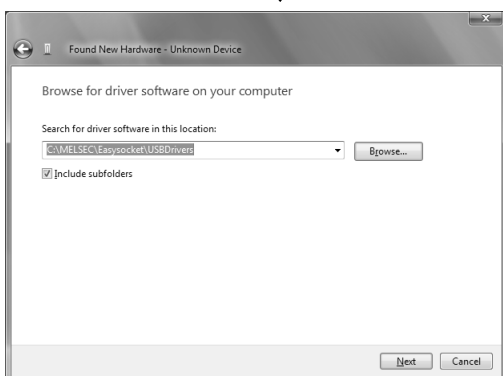 Found New Hardware - Unknown Device
Browse for driver software on your computer
Search for driver software in this location:
C:\MELSEC\Easysocket\USBDrivers
Browse...
Include subfolders
Next Cancel